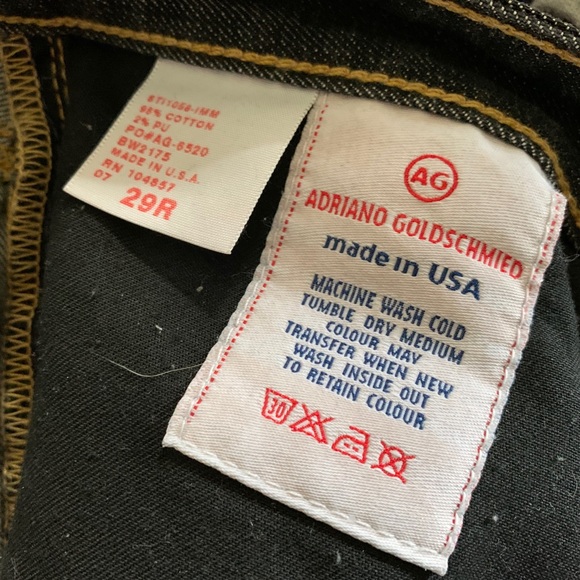 STI1058-IMM
98% COTTON
2% PU
PO#AG-6520
BW2175
MADE IN U.S.A.
RN 104857
07
29R
AG
ADRIANO GOLDSCHMIED
made in USA
MACHINE WASH COLD
TUMBLE DRY MEDIUM
COLOUR MAY
TRANSFER WHEN NEW
WASH INSIDE OUT
TO RETAIN COLOUR
30